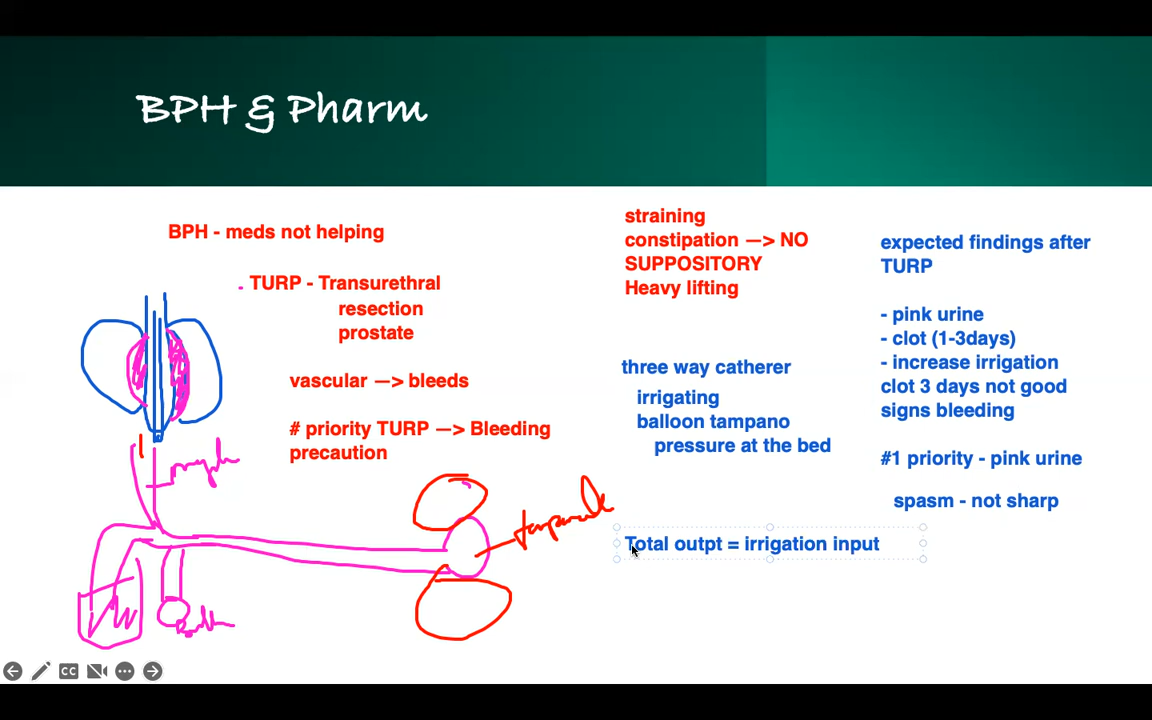 BPH & Pharm
BPH - meds not helping
. TURP - Transurethral
resection
prostate
vascular —> bleeds
# priority TURP —> Bleeding
precaution
straining
constipation —> NO
SUPPOSITORY
Heavy lifting
three way catherer
irrigating
balloon tampano
pressure at the bed
Total outpt = irrigation input
expected findings after
TURP
- pink urine
- clot (1-3days)
- increase irrigation
clot 3 days not good
signs bleeding
#1 priority - pink urine
spasm - not sharp
CC